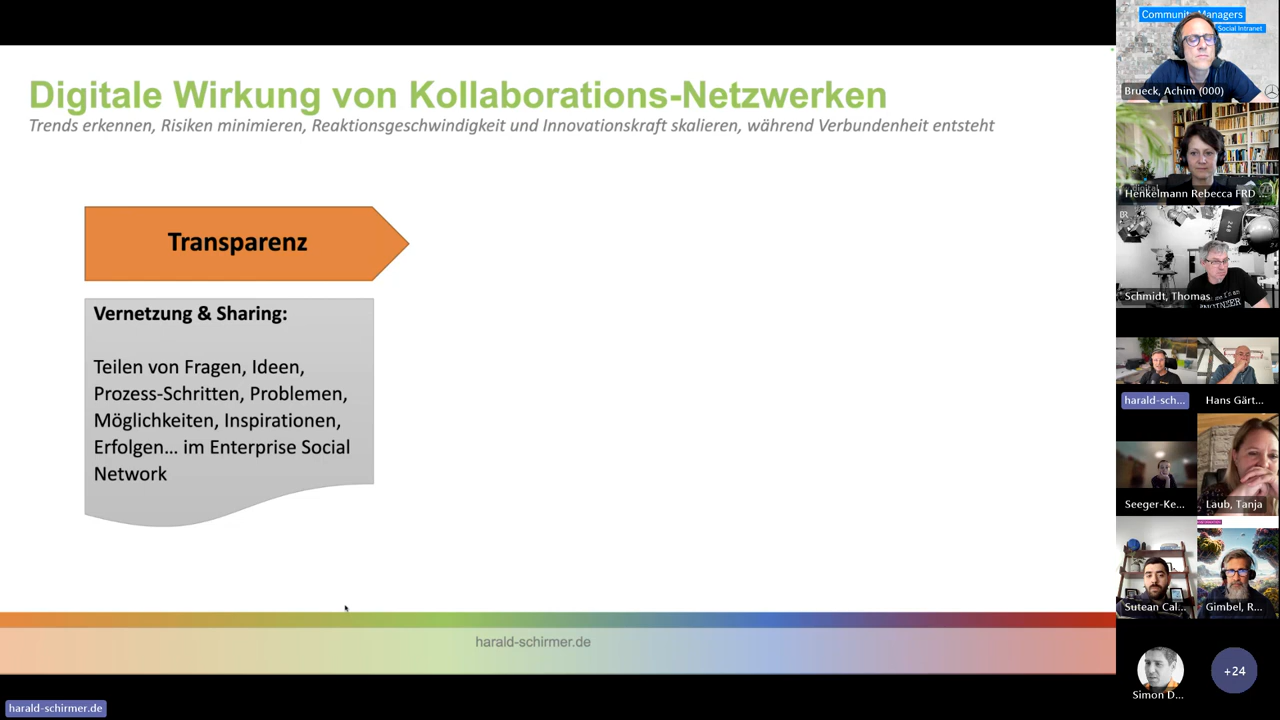 Digitale Wirkung von Kollaborations-Netzwerken
Trends erkennen, Risiken minimieren, Reaktionsgeschwindigkeit und Innovationskraft skalieren, während Verbundenheit entsteht
Transparenz
Vernetzung & Sharing:
Teilen von Fragen, Ideen,
Prozess-Schritten, Problemen,
Möglichkeiten, Inspirationen,
Erfolgen... im Enterprise Social
Network
harald-schirmer.de
harald-schirmer.de
Community Managers
Social Intranet
Brueck, Achim (000)
Henkelmann Rebecca FRD ...
BR
Schmidt, Thomas
harald-sch...
Hans Gärt...
Seeger-Ke...
Laub, Tanja
Sutean Cal...
Gimbel, R...
Simon D...
+24